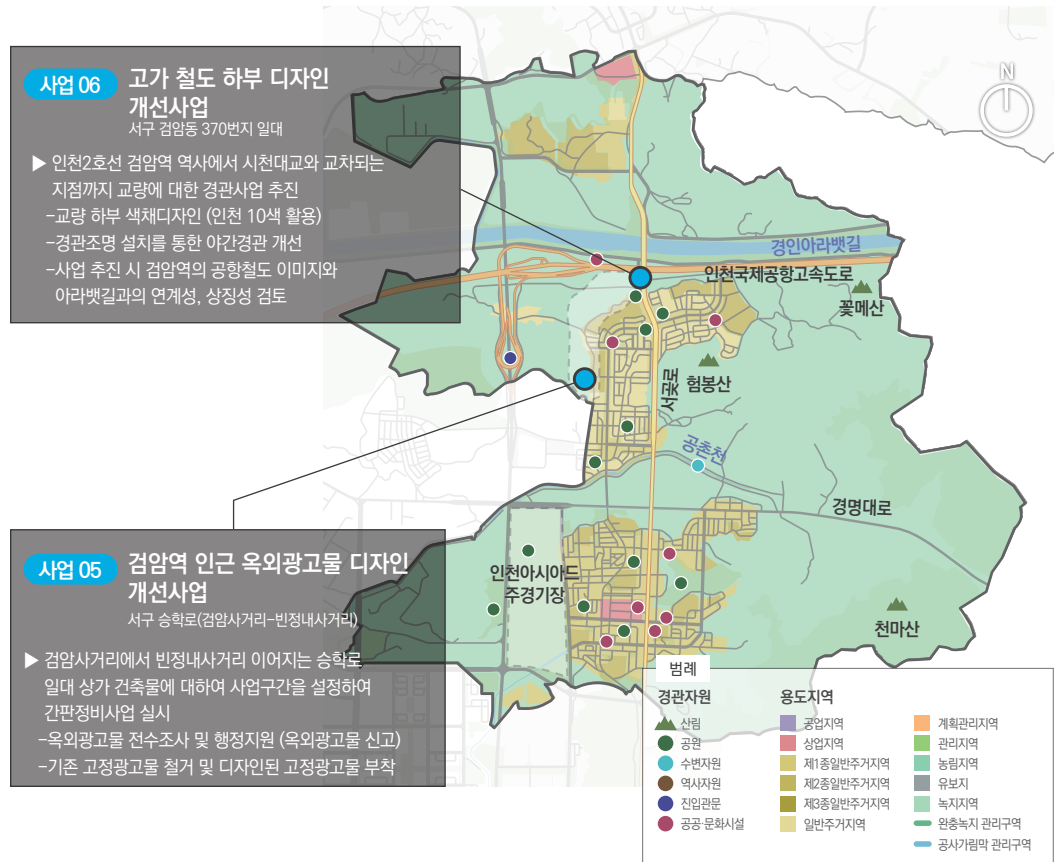 사업 06 고가 철도 하부 디자인
개선사업
서구 검암동 370번지 일대
▶ 인천2호선 검암역 역사에서 시천대교와 교차되는
지점까지 교량에 대한 경관사업 추진
-교량 하부 색채디자인 (인천 10색 활용)
-경관조명 설치를 통한 야간경관 개선
-사업 추진 시 검암역의 공항철도 이미지와
아라뱃길과의 연계성, 상징성 검토
N
경인아라뱃길
인천국제공항고속도로
꽃메산
험봉산
서곶로
공촌천
경명대로
인천아시아드
주경기장
천마산
사업 05 검암역 인근 옥외광고물 디자인
개선사업
서구 승학로(검암사거리-빈정내사거리)
▶ 검암사거리에서 빈정내사거리 이어지는 승학로
일대 상가 건축물에 대하여 사업구간을 설정하여
간판정비사업 실시
-옥외광고물 전수조사 및 행정지원 (옥외광고물 신고)
-기존 고정광고물 철거 및 디자인된 고정광고물 부착
범례
경관자원
산림
공원
수변자원
역사자원
진입관문
공공·문화시설
용도지역
공업지역
상업지역
제1종일반주거지역
제2종일반주거지역
제3종일반주거지역
일반주거지역
계획관리지역
관리지역
농림지역
유보지
녹지지역
완충녹지 관리구역
공사가림막 관리구역